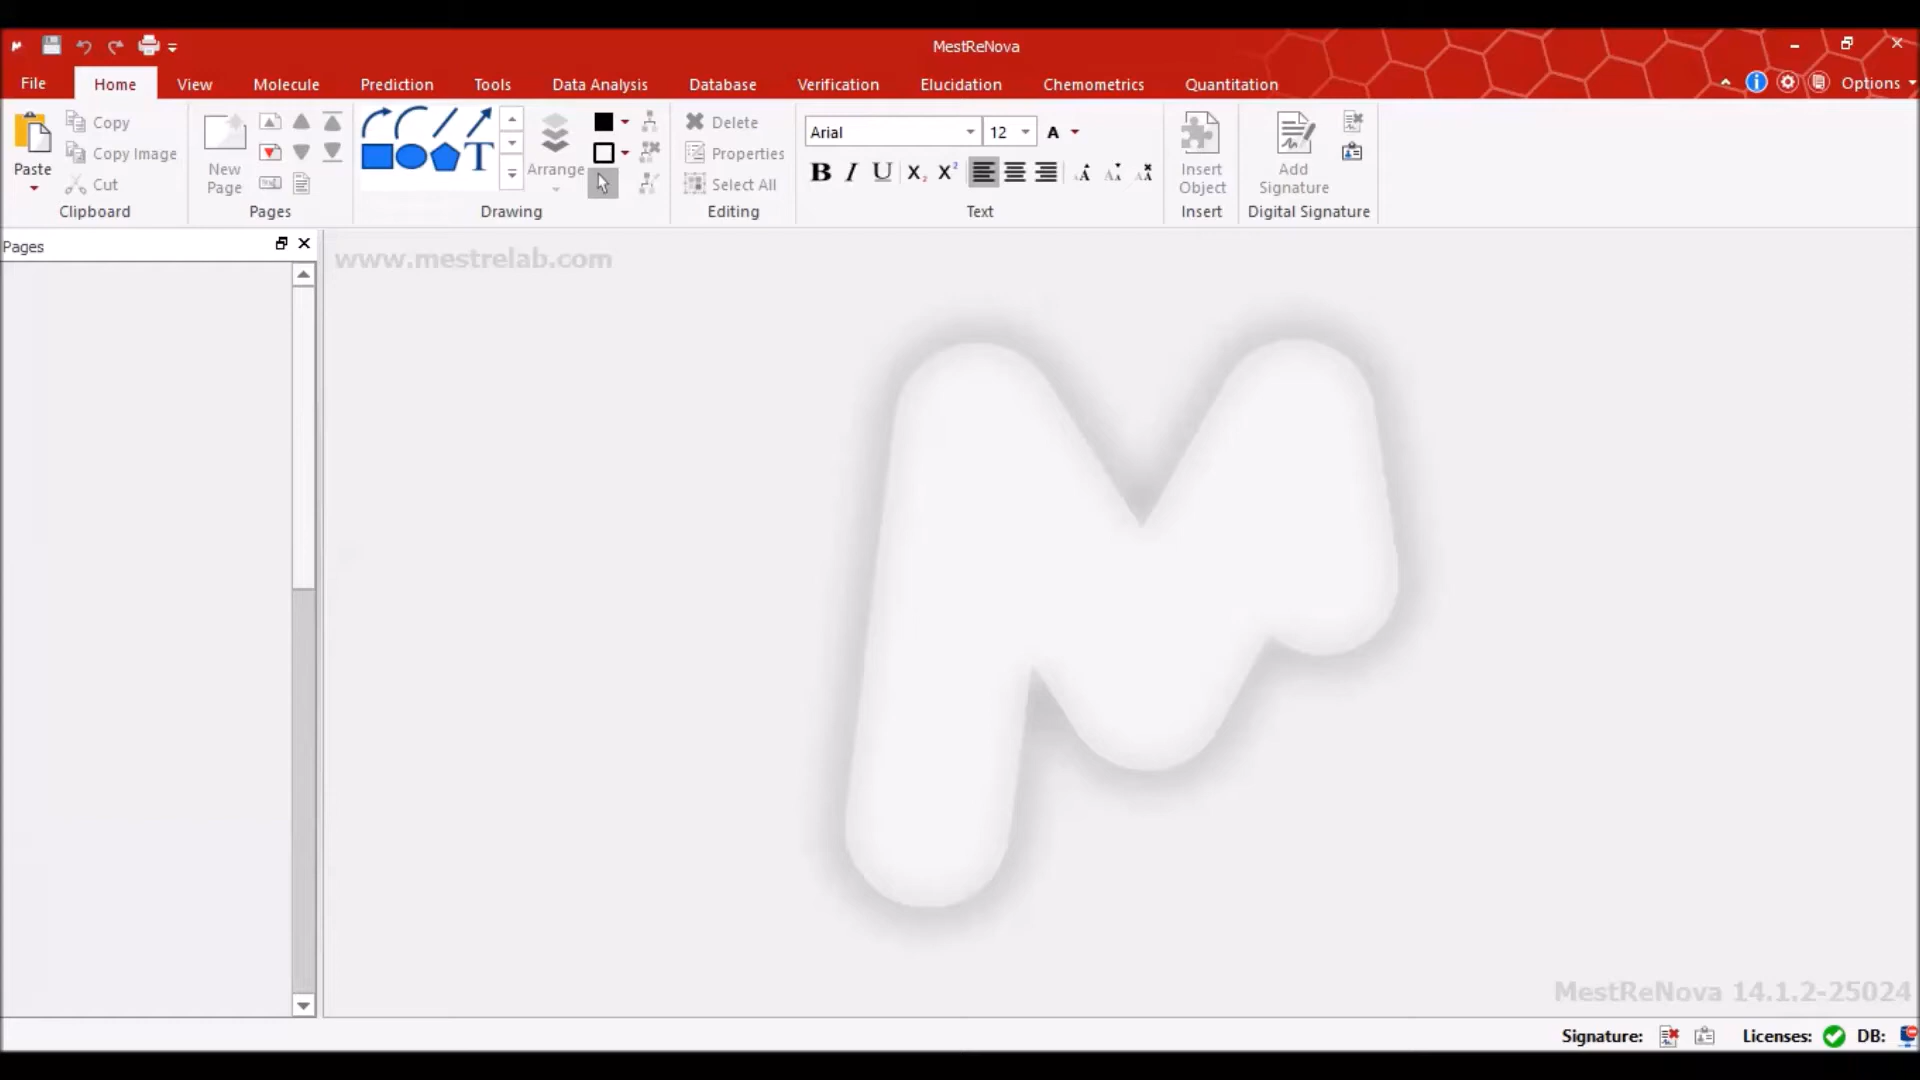 MestReNova
File Home View Molecule Prediction Tools Data Analysis Database Verification Elucidation Chemometrics Quantitation Options
Paste
Copy
Copy Image
Cut
Clipboard
New Page
Pages
T
Arrange
Drawing
Delete
Properties
Select All
Editing
Arial 12 A
B I U X₂ X²
Text
Insert Object
Insert
Add Signature
Digital Signature
Pages
www.mestrelab.com
MestReNova 14.1.2-25024
Signature: Licenses: DB: